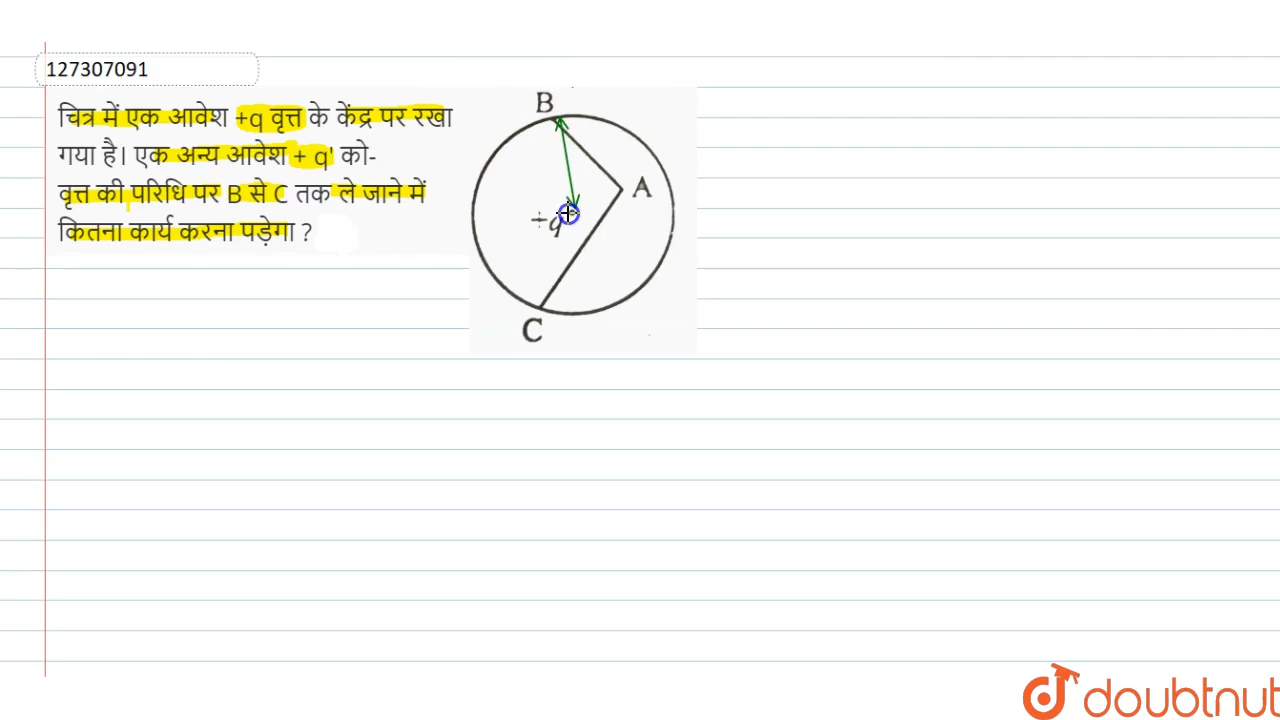 127307091
चित्र में एक आवेश +q वृत्त के केंद्र पर रखा
गया है। एक अन्य आवेश + q' को-
वृत्त की परिधि पर B से C तक ले जाने में
कितना कार्य करना पड़ेगा ?
B
A
+q
C
doubtnut